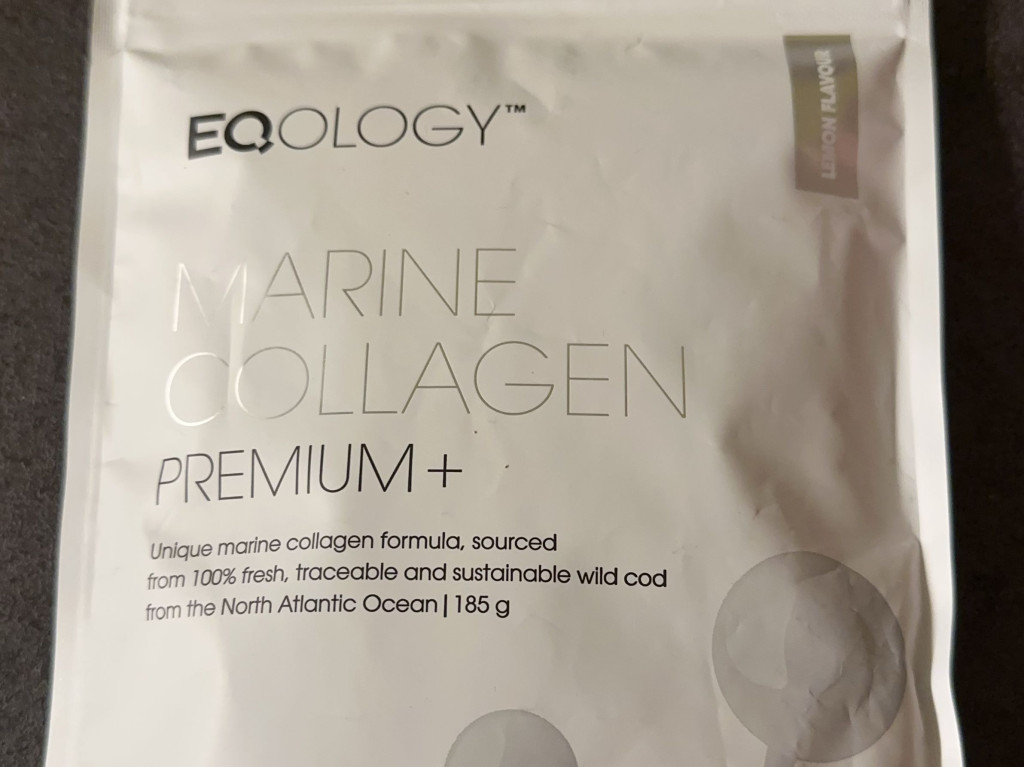 EQOLOGY™
LEMON FLAVOUR
MARINE
COLLAGEN
PREMIUM+
Unique marine collagen formula, sourced
from 100% fresh, traceable and sustainable wild cod
from the North Atlantic Ocean | 185 g